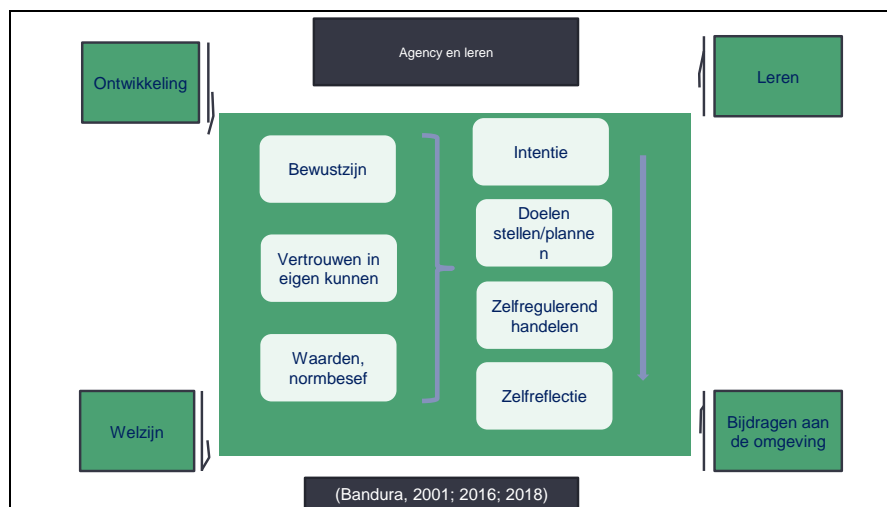 Agency en leren
Ontwikkeling
Leren
Bewustzijn
Vertrouwen in
eigen kunnen
Waarden,
normbesef
Intentie
Doelen
stellen/planne
n
Zelfregulerend
handelen
Zelfreflectie
Welzijn
Bijdragen aan
de omgeving
(Bandura, 2001; 2016; 2018)